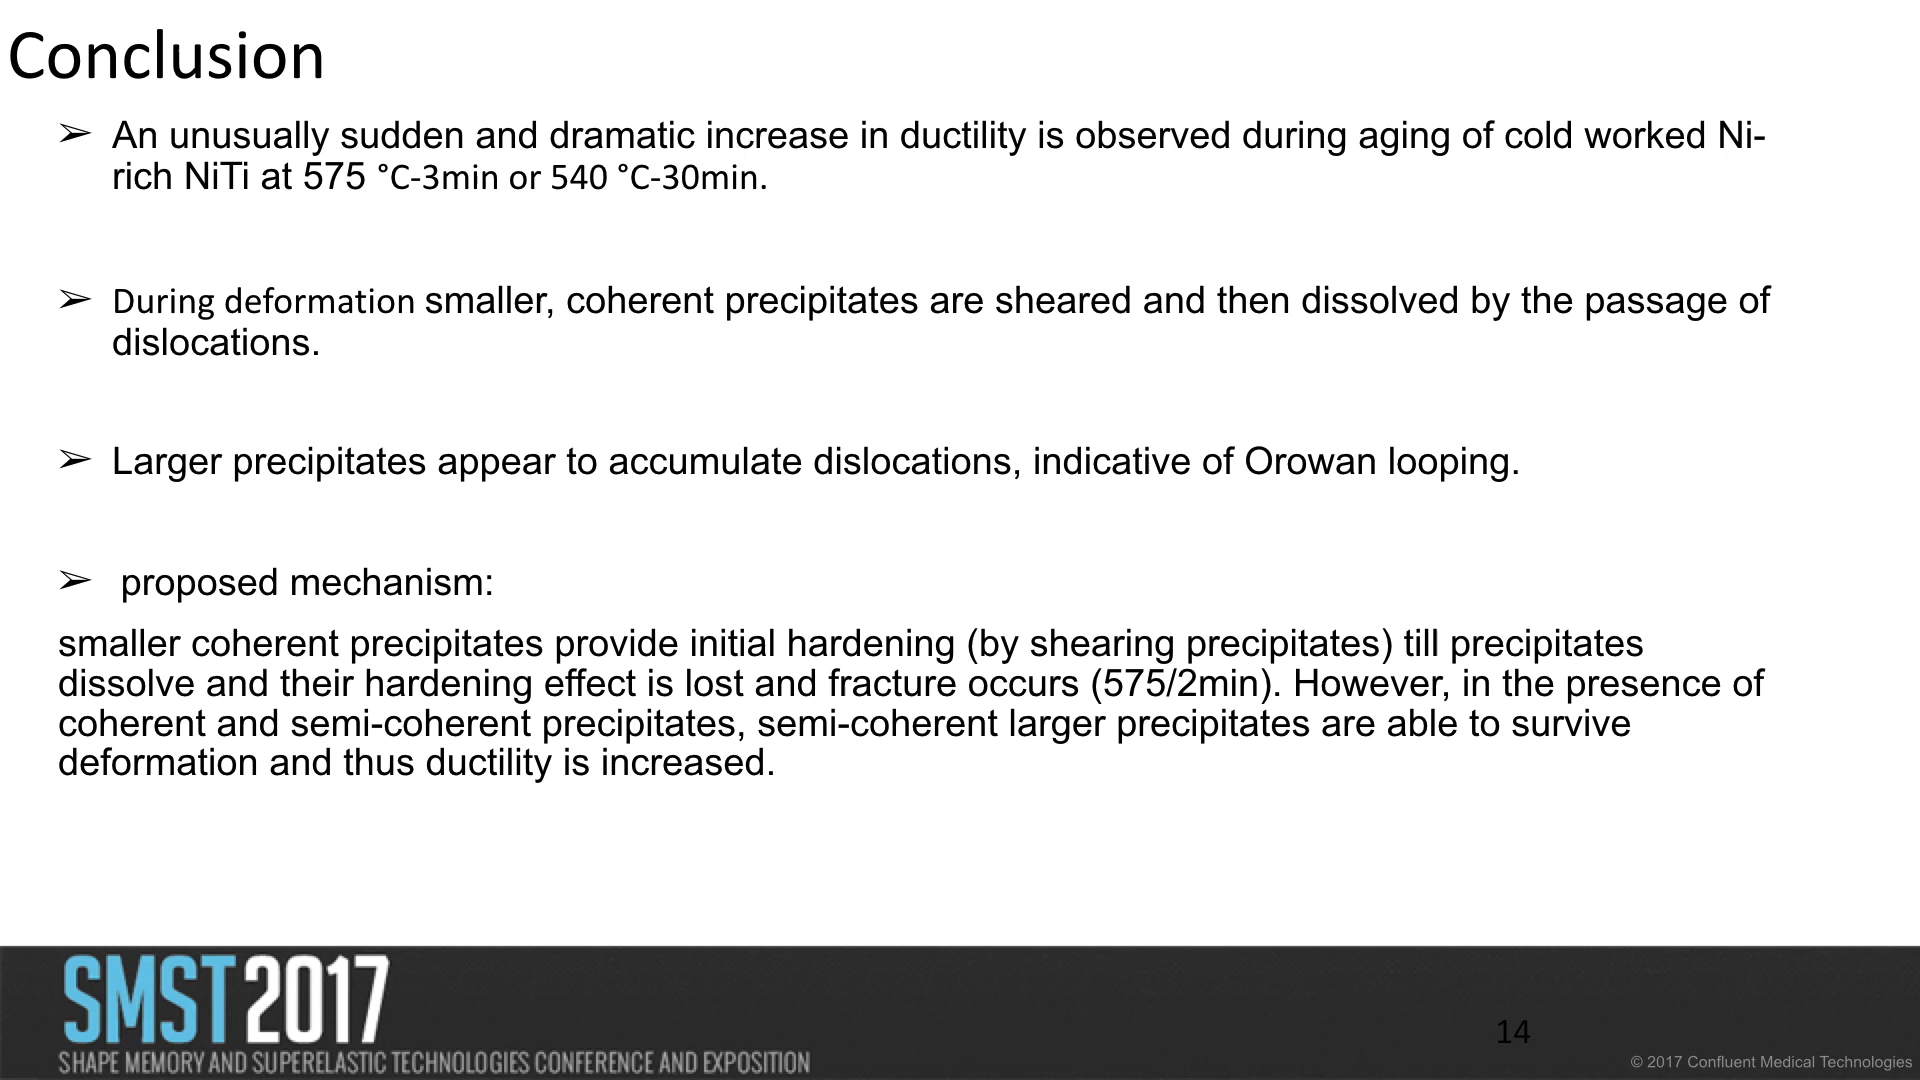 Conclusion
➢ An unusually sudden and dramatic increase in ductility is observed during aging of cold worked Ni-
rich NiTi at 575 °C-3min or 540 °C-30min.
➢ During deformation smaller, coherent precipitates are sheared and then dissolved by the passage of
dislocations.
➢ Larger precipitates appear to accumulate dislocations, indicative of Orowan looping.
➢ proposed mechanism:
smaller coherent precipitates provide initial hardening (by shearing precipitates) till precipitates
dissolve and their hardening effect is lost and fracture occurs (575/2min). However, in the presence of
coherent and semi-coherent precipitates, semi-coherent larger precipitates are able to survive
deformation and thus ductility is increased.
SMST2017
SHAPE MEMORY AND SUPERELASTIC TECHNOLOGIES CONFERENCE AND EXPOSITION
14
© 2017 Confluent Medical Technologies